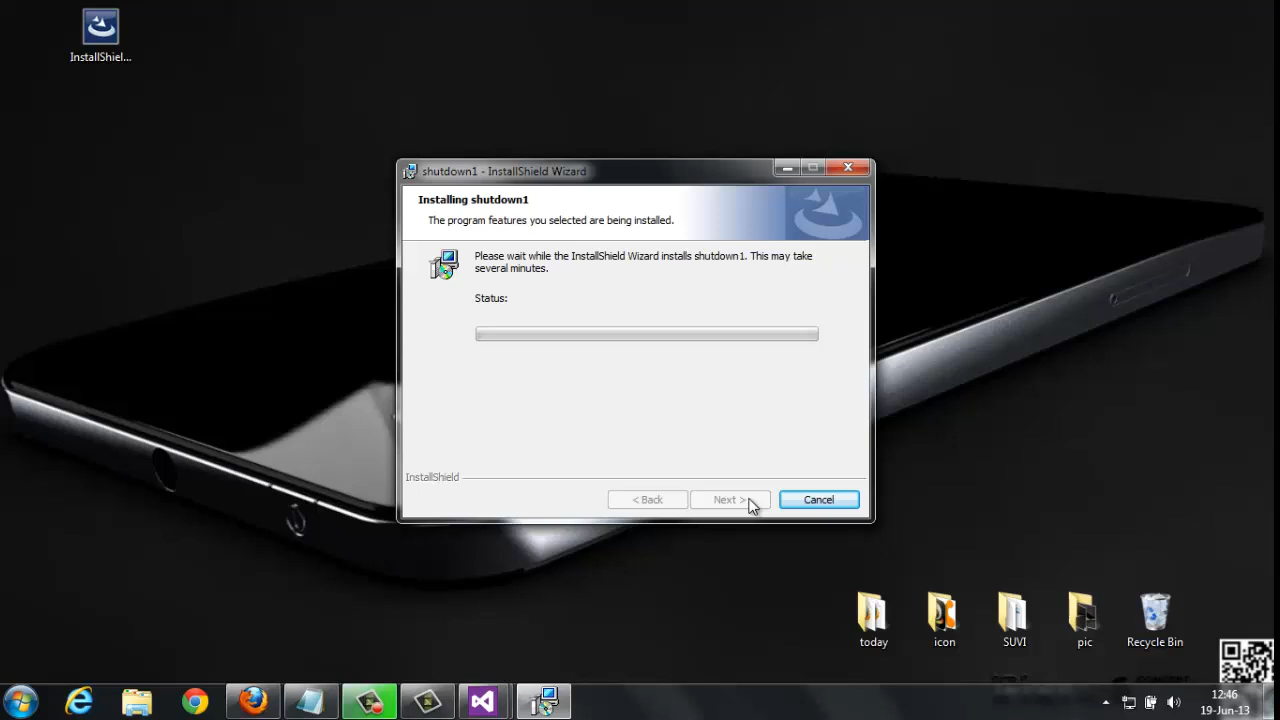 InstallShiel...
shutdown1 - InstallShield Wizard
Installing shutdown1
The program features you selected are being installed.
Please wait while the InstallShield Wizard installs shutdown1. This may take
several minutes.
Status:
InstallShield
< Back
Next >
Cancel
today
icon
SUVI
pic
Recycle Bin
12:46
19-Jun-13